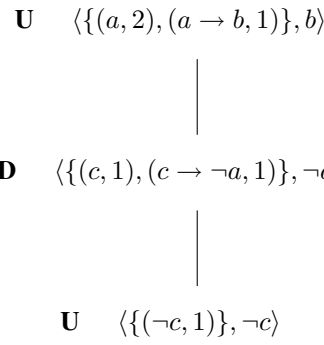 U ⟨{(a, 2), (a → b, 1)}, b⟩
D ⟨{(c, 1), (c → ¬a, 1)}, ¬
U ⟨{(¬c, 1)}, ¬c⟩